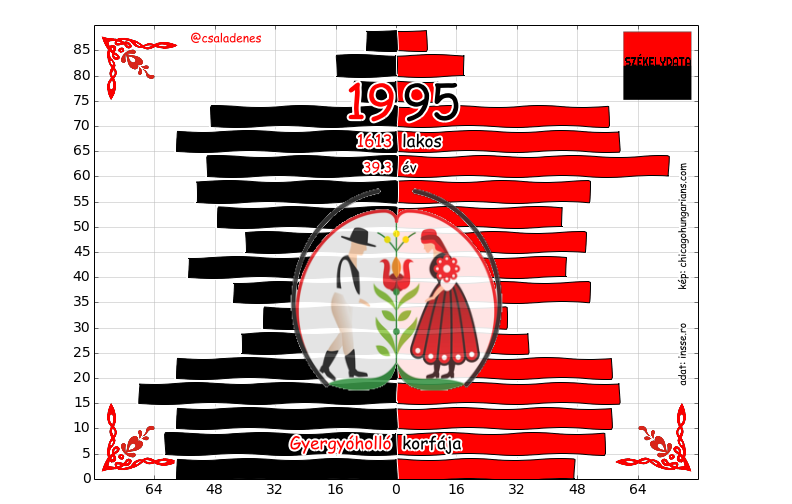 @csaladenes
SZÉKELYDATA
1995
1613 lakos
39.3 év
kép: chicagohungarians.com
adat: insse.ro
Gyergyóholló korfája
85
80
75
70
65
60
55
50
45
40
35
30
25
20
15
10
5
0
64 48 32 16 0 16 32 48 64